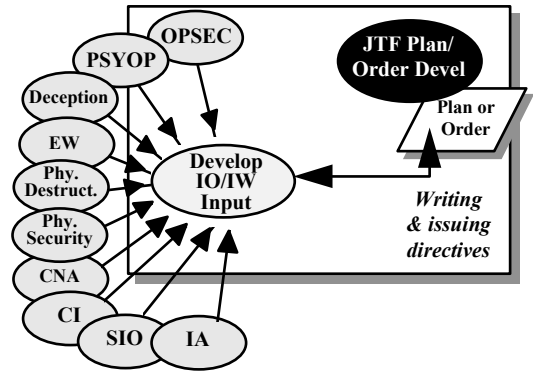 OPSEC
PSYOP
Deception
EW
Phy.
Destruct.
Phy.
Security
CNA
CI
SIO
IA
Develop
IO/IW
Input
JTF Plan/
Order Devel
Plan or
Order
Writing
& issuing
directives